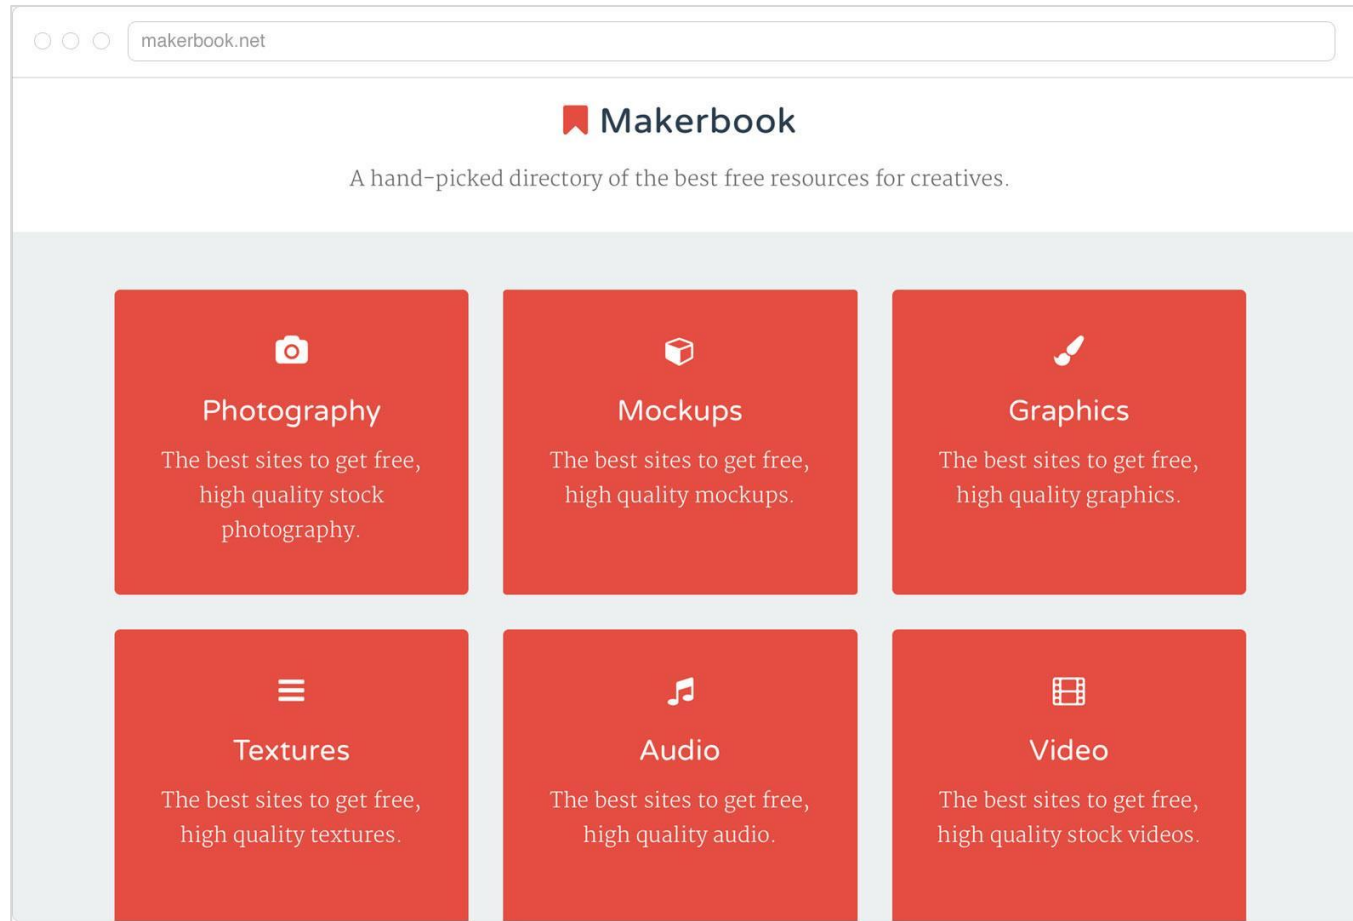 makerbook.net
Makerbook
A hand-picked directory of the best free resources for creatives.
Photography
The best sites to get free,
high quality stock
photography.
Mockups
The best sites to get free,
high quality mockups.
Graphics
The best sites to get free,
high quality graphics.
Textures
The best sites to get free,
high quality textures.
Audio
The best sites to get free,
high quality audio.
Video
The best sites to get free,
high quality stock videos.